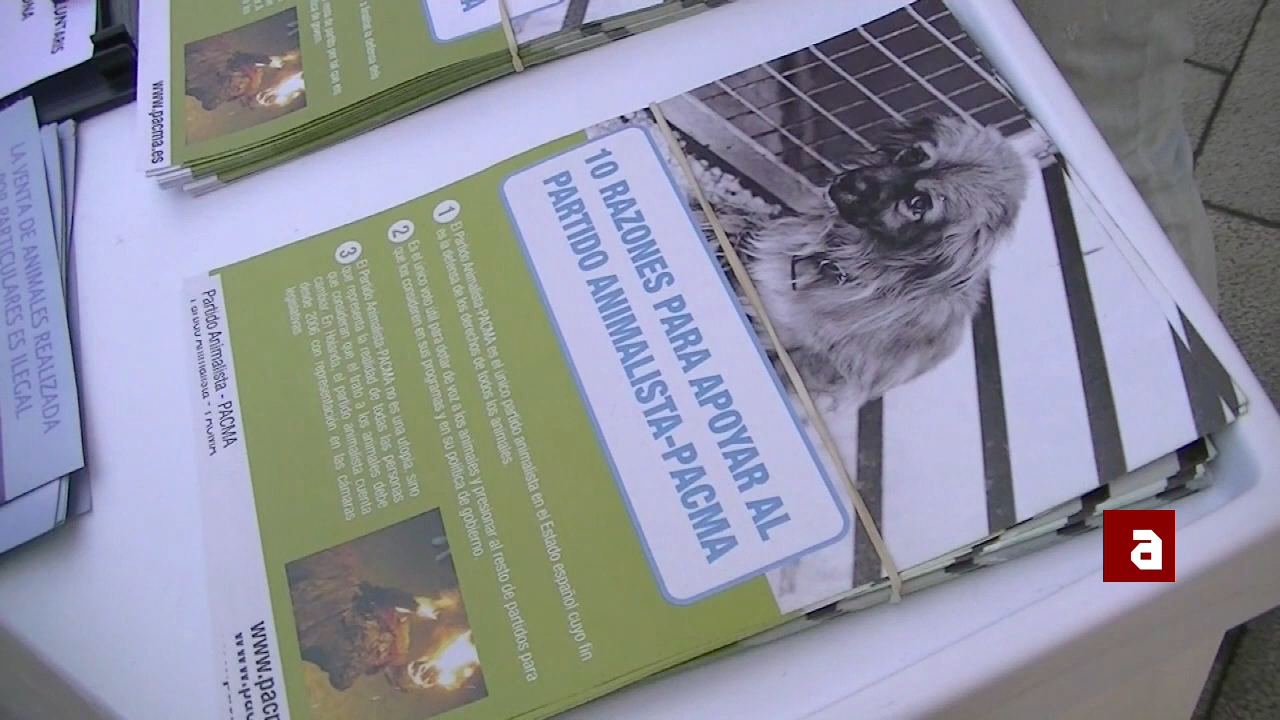 10 RAZONES PARA APOYAR AL
PARTIDO ANIMALISTA-PACMA
1 El Partido Animalista-PACMA es el único partido animalista en el Estado español cuyo fin
es la defensa de los derechos de todos los animales.
2 Es el único voto útil para dotar de voz a los animales y presionar al resto de partidos para
que los consideren en sus programas y en su política de gobierno.
3 El Partido Animalista-PACMA no es una utopía, sino
que representa la realidad de todas las personas
que consideran que el trato a los animales debe
cambiar. En Holanda, el partido animalista cuenta
desde 2006 con representación en las cámaras
legislativas
Partido Animalista - PACMA
www.pac
www.pacma.es
LA VENTA DE ANIMALES REALIZADA
POR PARTICULARES ES ILEGAL
a